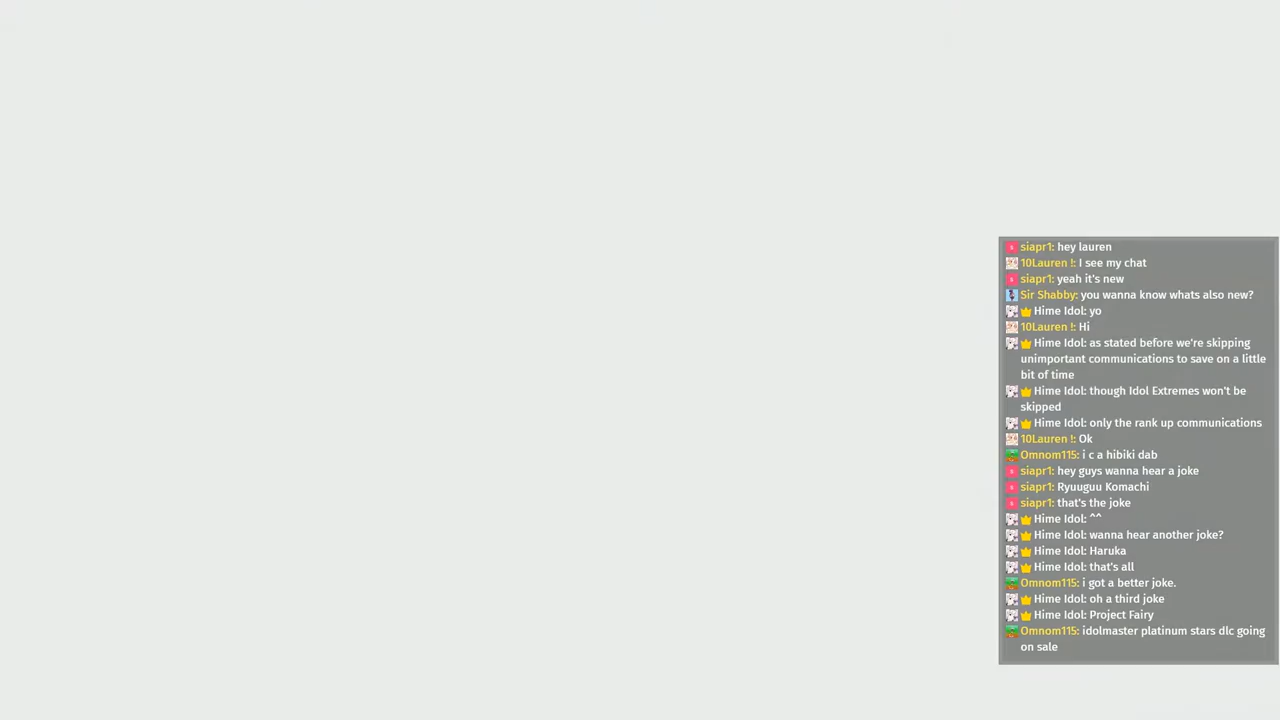 siapr1: hey lauren
10Lauren !: I see my chat
siapr1: yeah it's new
Sir Shabby: you wanna know whats also new?
Hime Idol: yo
10Lauren !: Hi
Hime Idol: as stated before we're skipping
unimportant communications to save on a little
bit of time
Hime Idol: though Idol Extremes won't be
skipped
Hime Idol: only the rank up communications
10Lauren !: Ok
Omnom115: i c a hibiki dab
siapr1: hey guys wanna hear a joke
siapr1: Ryuuguu Komachi
siapr1: that's the joke
Hime Idol: ^^
Hime Idol: wanna hear another joke?
Hime Idol: Haruka
Hime Idol: that's all
Omnom115: i got a better joke.
Hime Idol: oh a third joke
Hime Idol: Project Fairy
Omnom115: idolmaster platinum stars dlc going
on sale